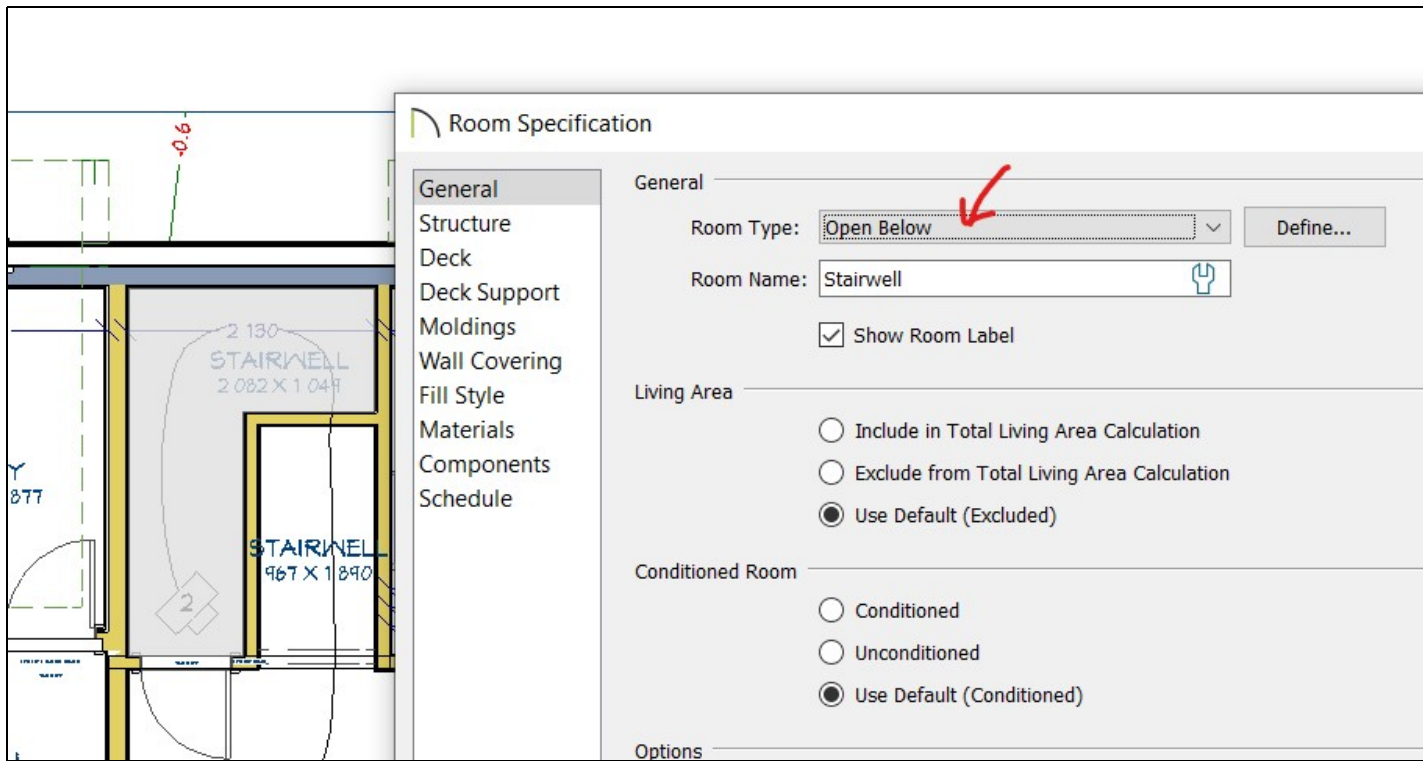 -0.6
2 130
STAIRWELL
2 082 X 1 049
Y
877
STAIRWELL
967 X 1 890
2
Room Specification
General
Structure
Deck
Deck Support
Moldings
Wall Covering
Fill Style
Materials
Components
Schedule
General
Room Type: Open Below Define...
Room Name: Stairwell
Show Room Label
Living Area
Include in Total Living Area Calculation
Exclude from Total Living Area Calculation
Use Default (Excluded)
Conditioned Room
Conditioned
Unconditioned
Use Default (Conditioned)
Options